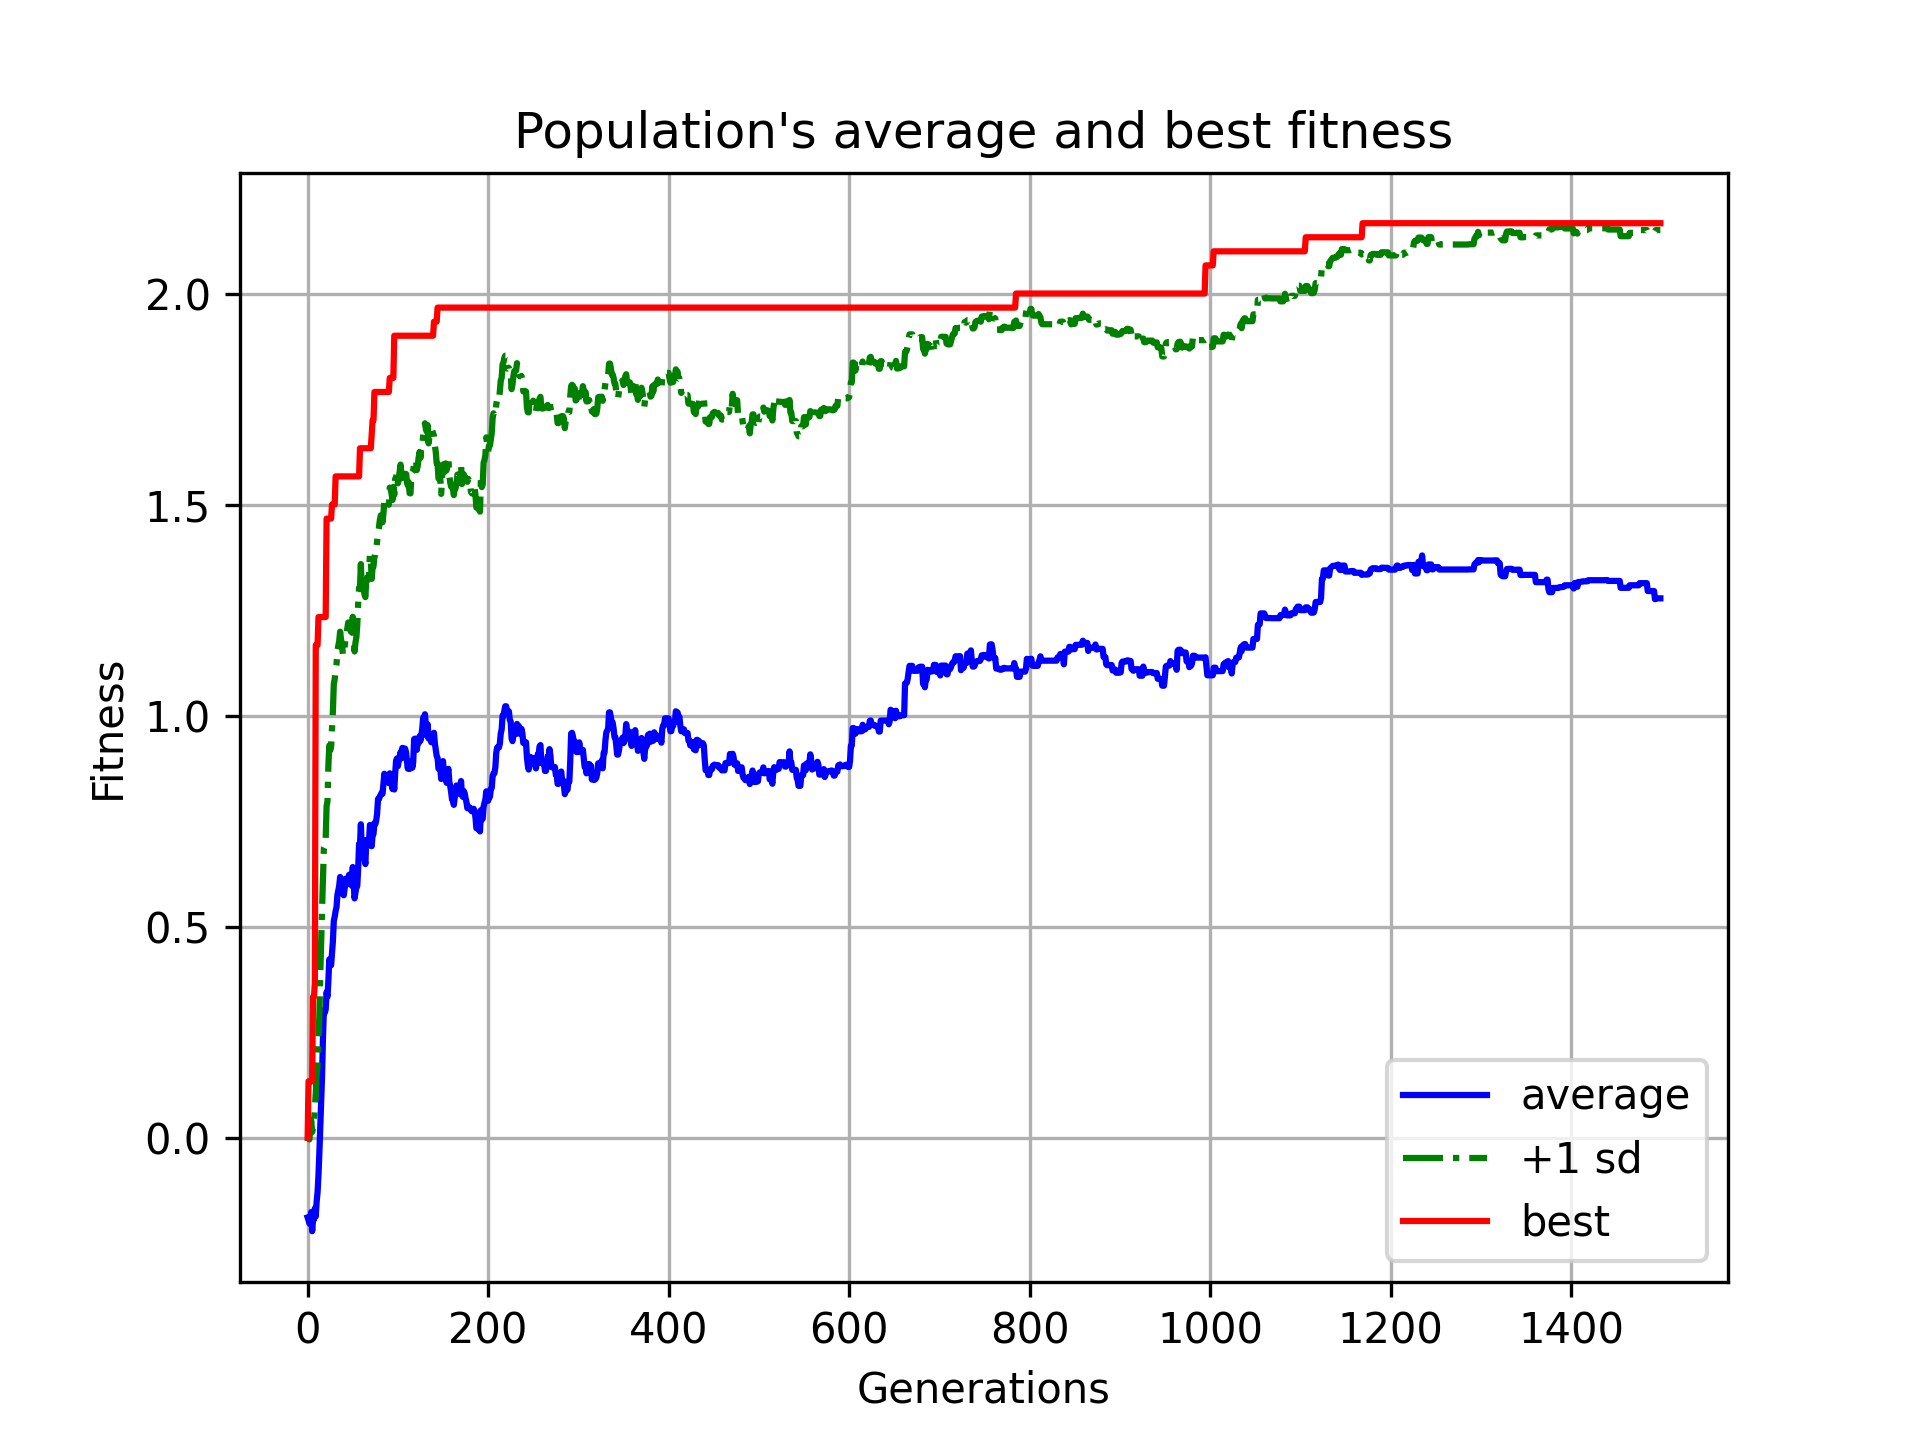 Population's average and best fitness
Fitness
2.0
1.5
1.0
0.5
0.0
0 200 400 600 800 1000 1200 1400
Generations
average
+1 sd
best